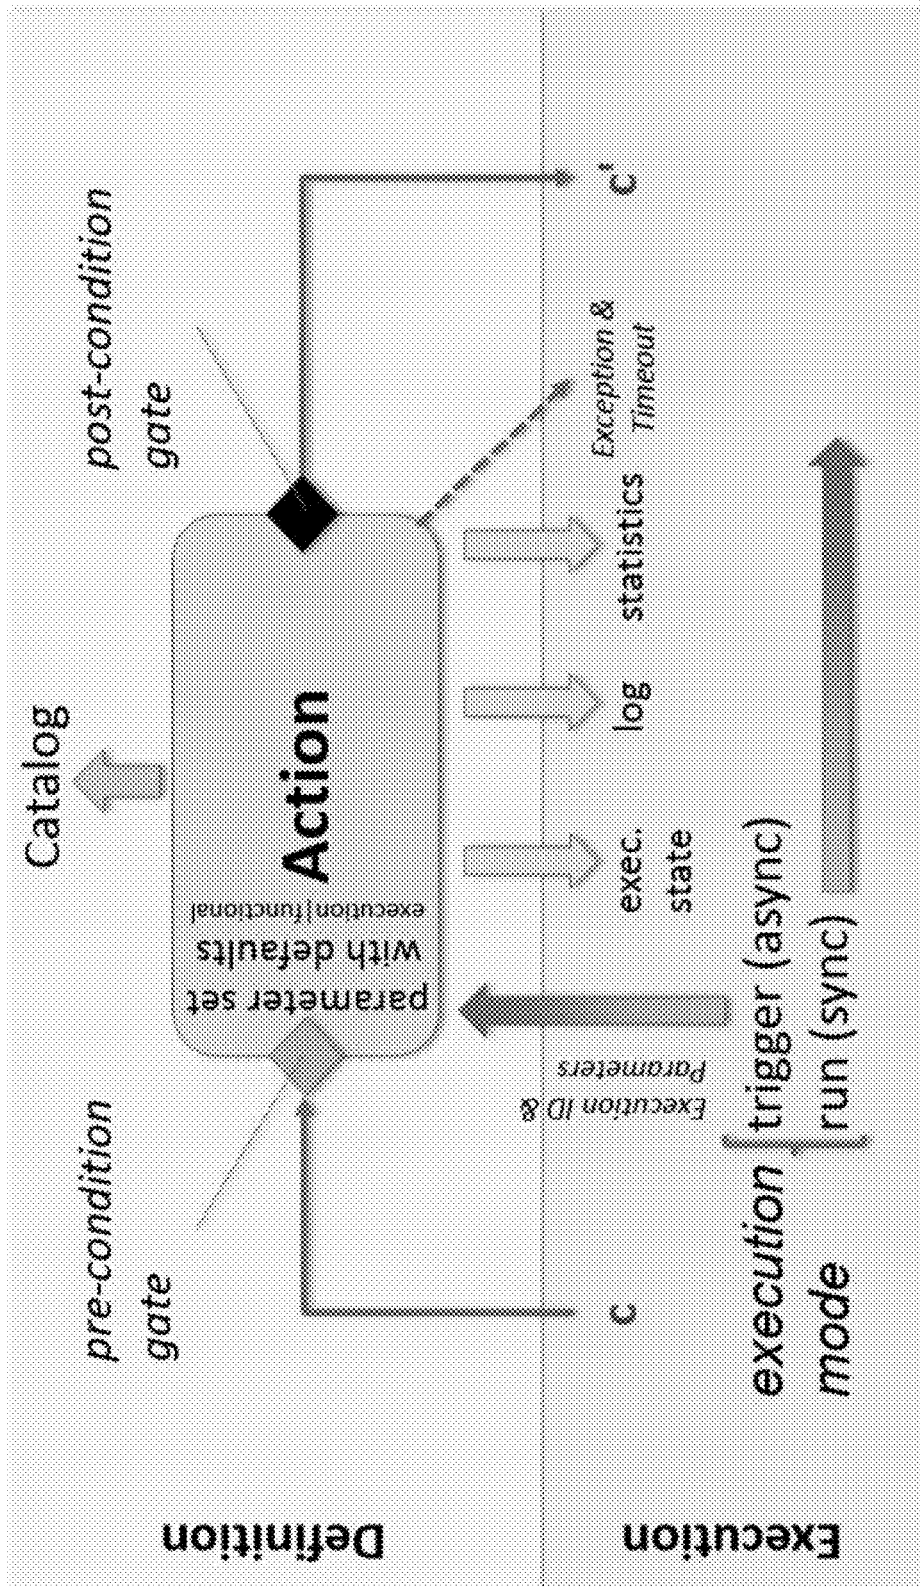 Catalog
pre-condition
gate
post-condition
gate
parameter set
with defaults
execution|functional
Action
Definition
c
Execution ID &
Parameters
exec.
state
log
statistics
Exception &
Timeout
c'
execution
mode
trigger (async)
run (sync)
Execution